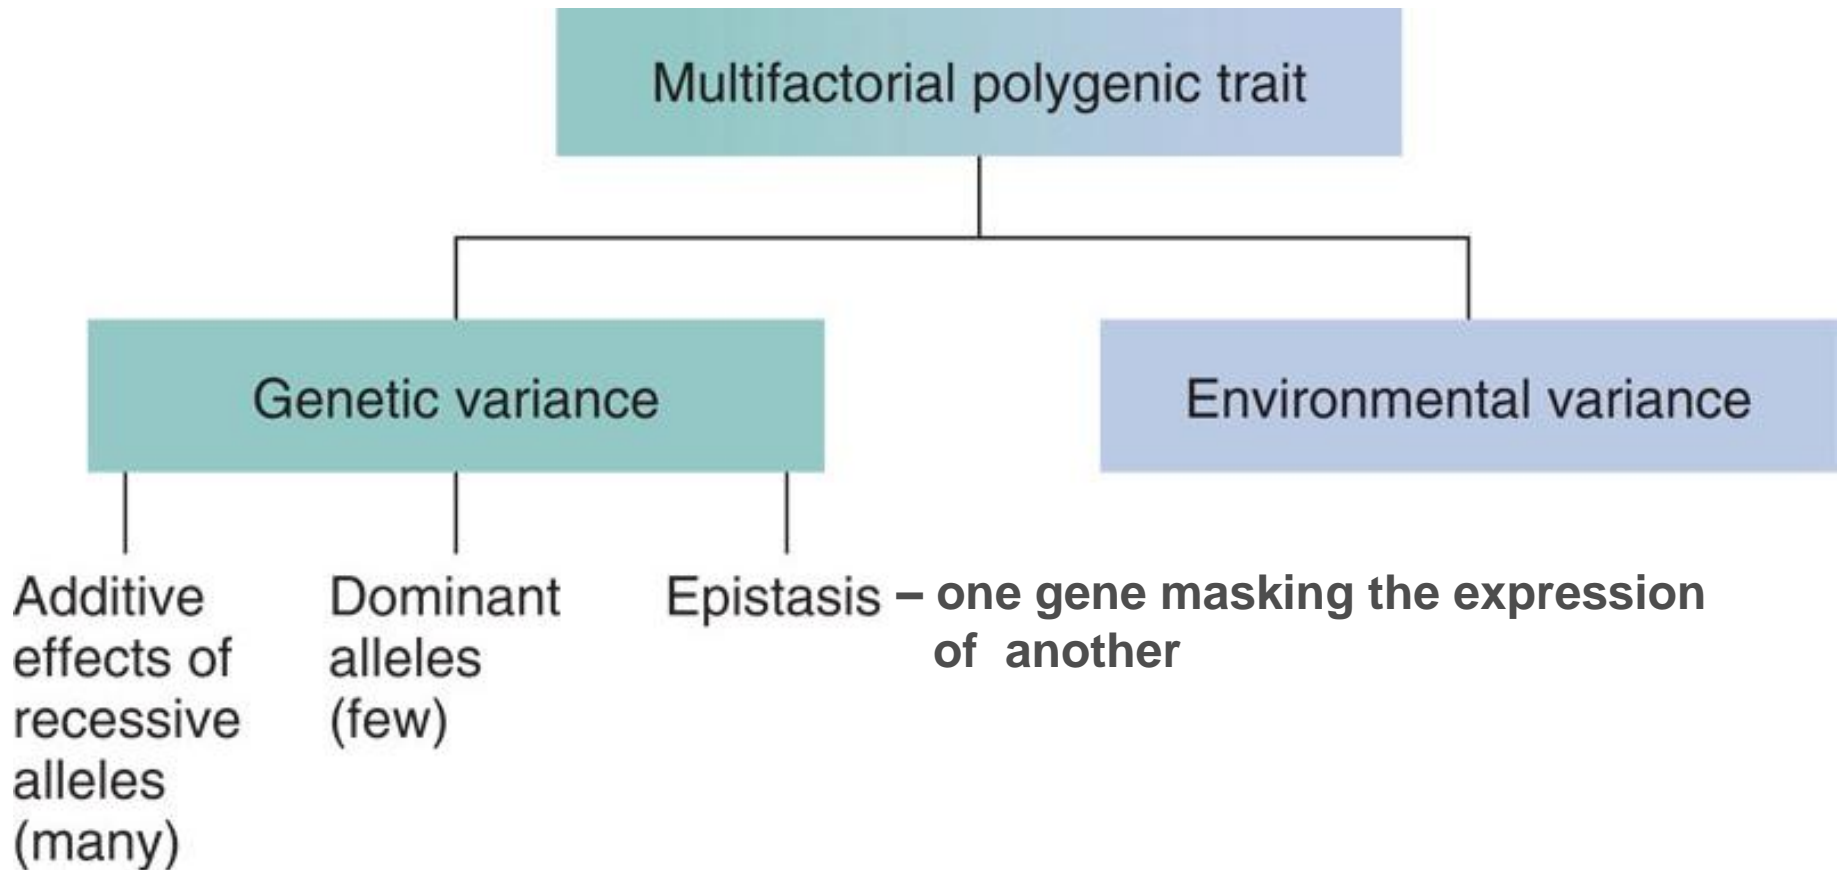 Multifactorial polygenic trait
Genetic variance
Environmental variance
Additive
effects of
recessive
alleles
(many)
Dominant
alleles
(few)
Epistasis – one gene masking the expression
of another